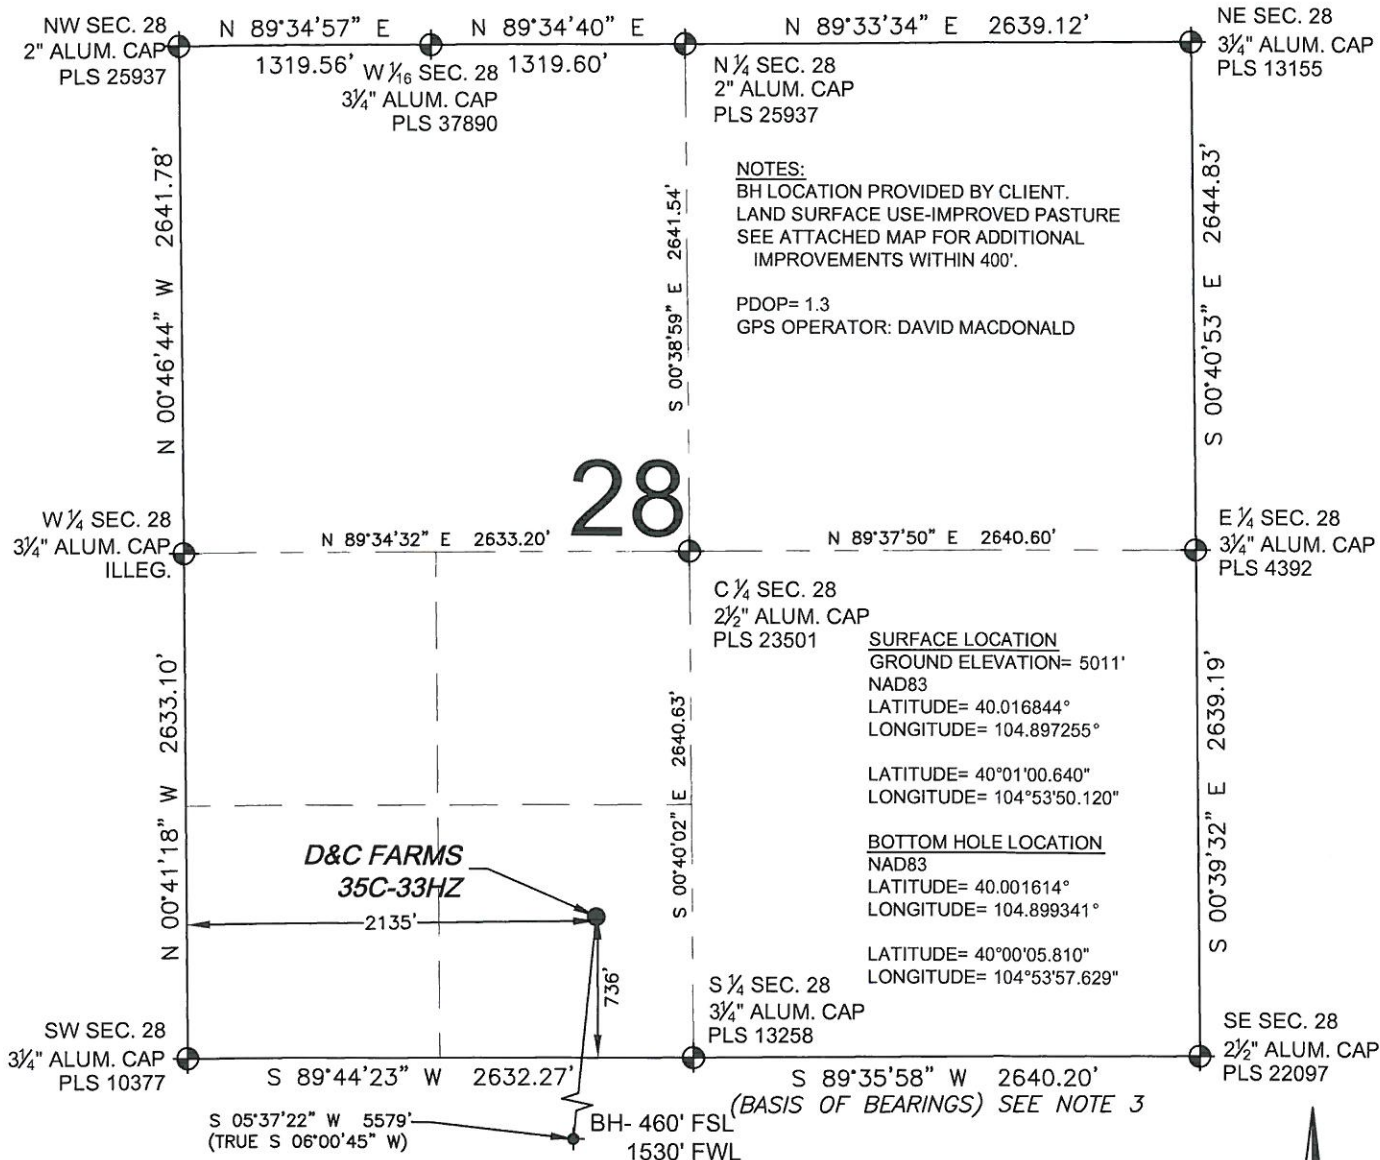 NW SEC. 28
2" ALUM. CAP
PLS 25937
N 89°34'57" E
1319.56'
W 1/16 SEC. 28
3¼" ALUM. CAP
PLS 37890
N 89°34'40" E
1319.60'
N ¼ SEC. 28
2" ALUM. CAP
PLS 25937
N 89°33'34" E 2639.12'
NE SEC. 28
3¼" ALUM. CAP
PLS 13155
NOTES:
BH LOCATION PROVIDED BY CLIENT.
LAND SURFACE USE-IMPROVED PASTURE
SEE ATTACHED MAP FOR ADDITIONAL
IMPROVEMENTS WITHIN 400'.
PDOP= 1.3
GPS OPERATOR: DAVID MACDONALD
N 00°46'44" W 2641.78'
S 00°38'59" E 2641.54'
S 00°40'53" E 2644.83'
28
W ¼ SEC. 28
3¼" ALUM. CAP
ILLEG.
N 89°34'32" E 2633.20'
N 89°37'50" E 2640.60'
E ¼ SEC. 28
3¼" ALUM. CAP
PLS 4392
C ¼ SEC. 28
2½" ALUM. CAP
PLS 23501
SURFACE LOCATION
GROUND ELEVATION= 5011'
NAD83
LATITUDE= 40.016844°
LONGITUDE= 104.897255°
LATITUDE= 40°01'00.640"
LONGITUDE= 104°53'50.120"
BOTTOM HOLE LOCATION
NAD83
LATITUDE= 40.001614°
LONGITUDE= 104.899341°
LATITUDE= 40°00'05.810"
LONGITUDE= 104°53'57.629"
N 00°41'18" W 2633.10'
S 00°40'02" E 2640.63'
S 00°39'32" E 2639.19'
D&C FARMS
35C-33HZ
2135'
736'
S ¼ SEC. 28
3¼" ALUM. CAP
PLS 13258
SW SEC. 28
3¼" ALUM. CAP
PLS 10377
SE SEC. 28
2½" ALUM. CAP
PLS 22097
S 89°44'23" W 2632.27'
S 89°35'58" W 2640.20'
(BASIS OF BEARINGS) SEE NOTE 3
S 05°37'22" W 5579'
(TRUE S 06°00'45" W)
BH- 460' FSL
1530' FWL